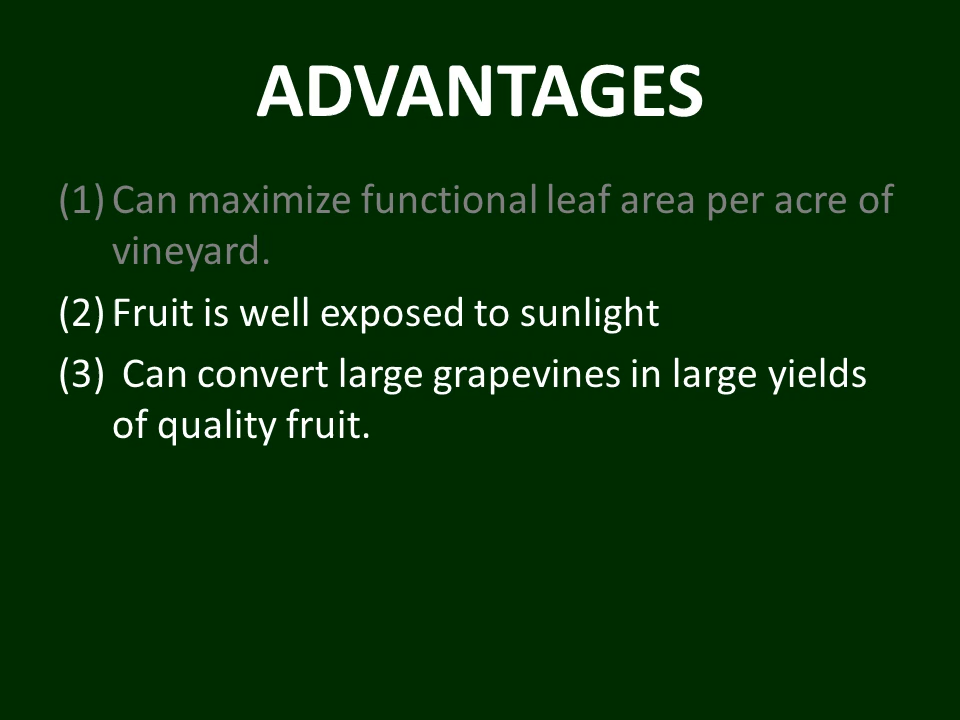 ADVANTAGES
(1) Can maximize functional leaf area per acre of
vineyard.
(2) Fruit is well exposed to sunlight
(3) Can convert large grapevines in large yields
of quality fruit.